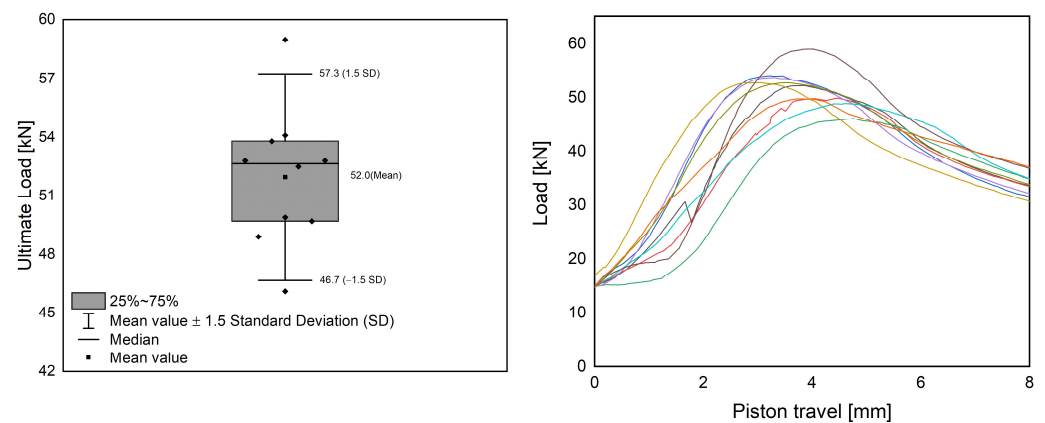 60
57
54
51
48
45
42
Ultimate Load [kN]
57.3 (1.5 SD)
52.0(Mean)
46.7 (−1.5 SD)
25%~75%
Mean value ± 1.5 Standard Deviation (SD)
Median
Mean value
60
50
40
30
20
10
0
Load [kN]
0 2 4 6 8
Piston travel [mm]